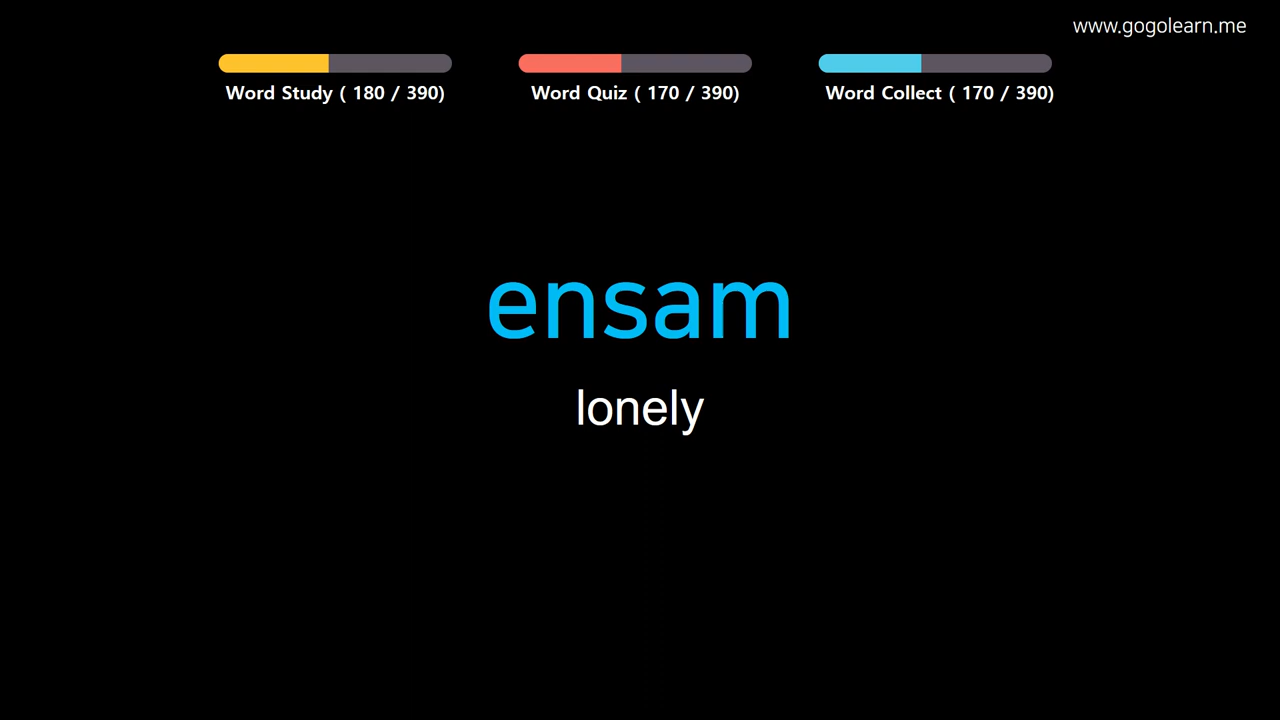 www.gogolearn.me
Word Study ( 180 / 390)
Word Quiz ( 170 / 390)
Word Collect ( 170 / 390)
ensam
lonely